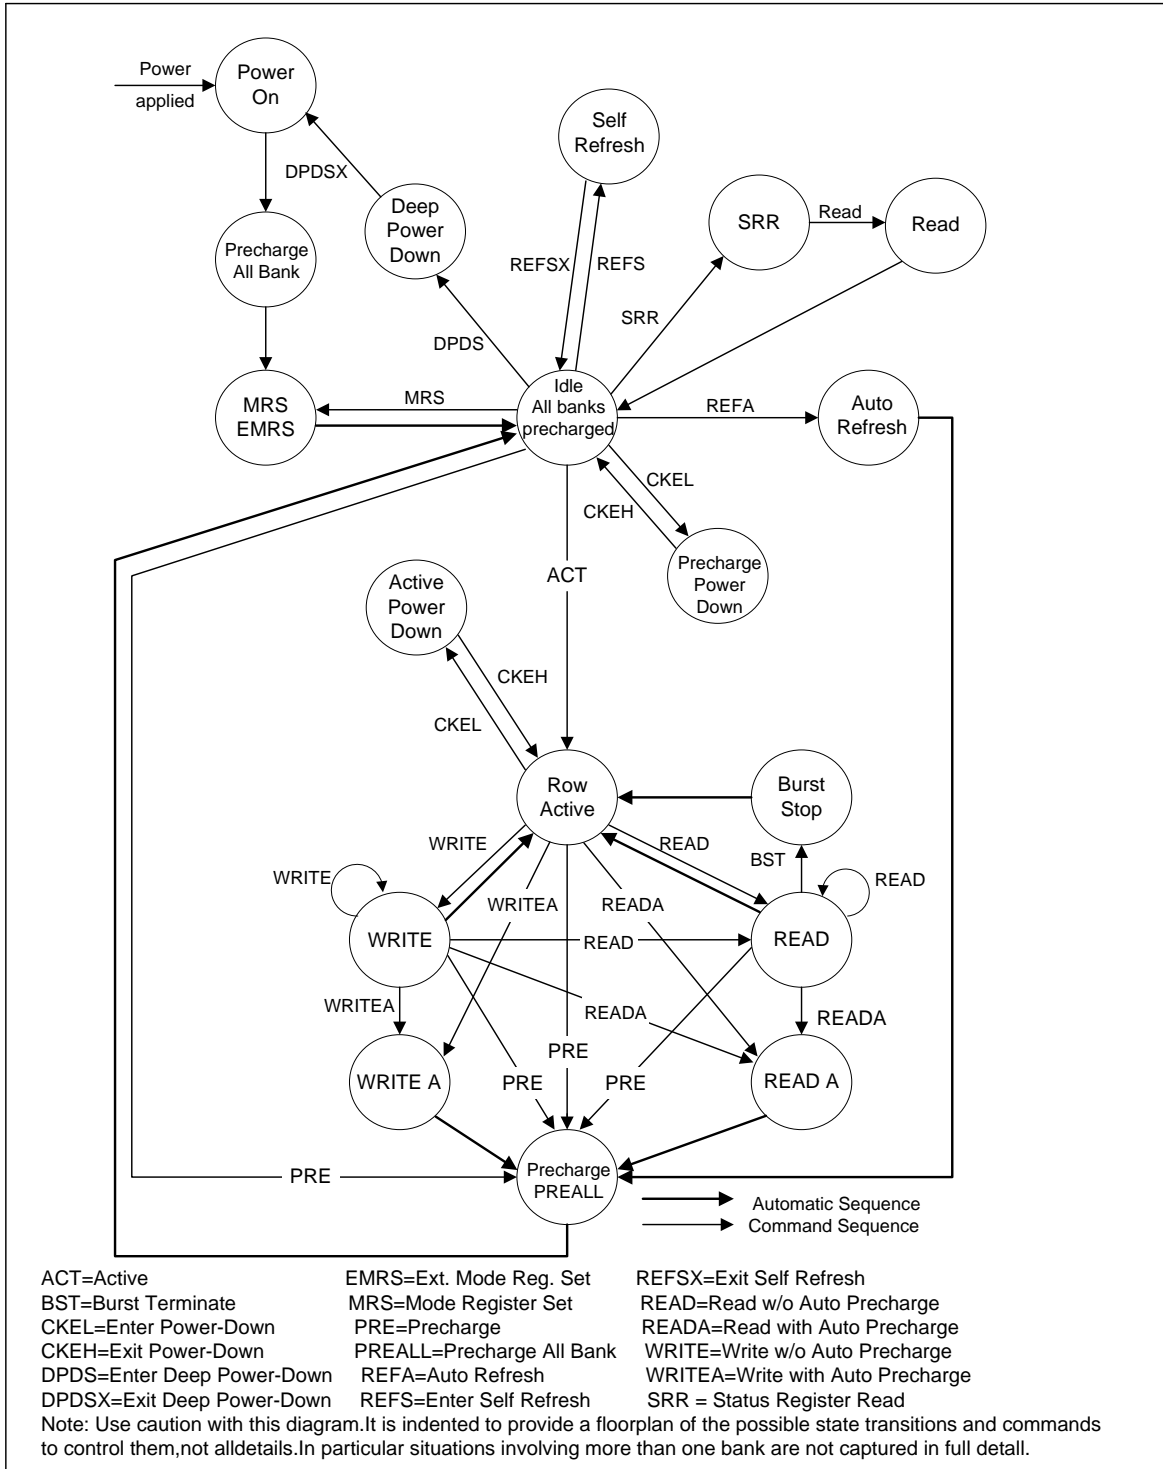 Power
applied
Power
On
Self
Refresh
DPDSX
Deep
Power
Down
SRR
Read
Read
Precharge
All Bank
REFSX
REFS
SRR
DPDS
MRS
EMRS
MRS
Idle
All banks
precharged
REFA
Auto
Refresh
CKEL
CKEH
ACT
Precharge
Power
Down
Active
Power
Down
CKEH
CKEL
Row
Active
Burst
Stop
WRITE
READ
BST
WRITE
READ
WRITEA
READA
WRITE
READ
READ
WRITEA
READA
READA
PRE
WRITE A
PRE
PRE
READ A
PRE
Precharge
PREALL
Automatic Sequence
Command Sequence
ACT=Active EMRS=Ext. Mode Reg. Set REFSX=Exit Self Refresh
BST=Burst Terminate MRS=Mode Register Set READ=Read w/o Auto Precharge
CKEL=Enter Power-Down PRE=Precharge READA=Read with Auto Precharge
CKEH=Exit Power-Down PREALL=Precharge All Bank WRITE=Write w/o Auto Precharge
DPDS=Enter Deep Power-Down REFA=Auto Refresh WRITEA=Write with Auto Precharge
DPDSX=Exit Deep Power-Down REFS=Enter Self Refresh SRR = Status Register Read
Note: Use caution with this diagram.It is indented to provide a floorplan of the possible state transitions and commands
to control them,not alldetails.In particular situations involving more than one bank are not captured in full detall.